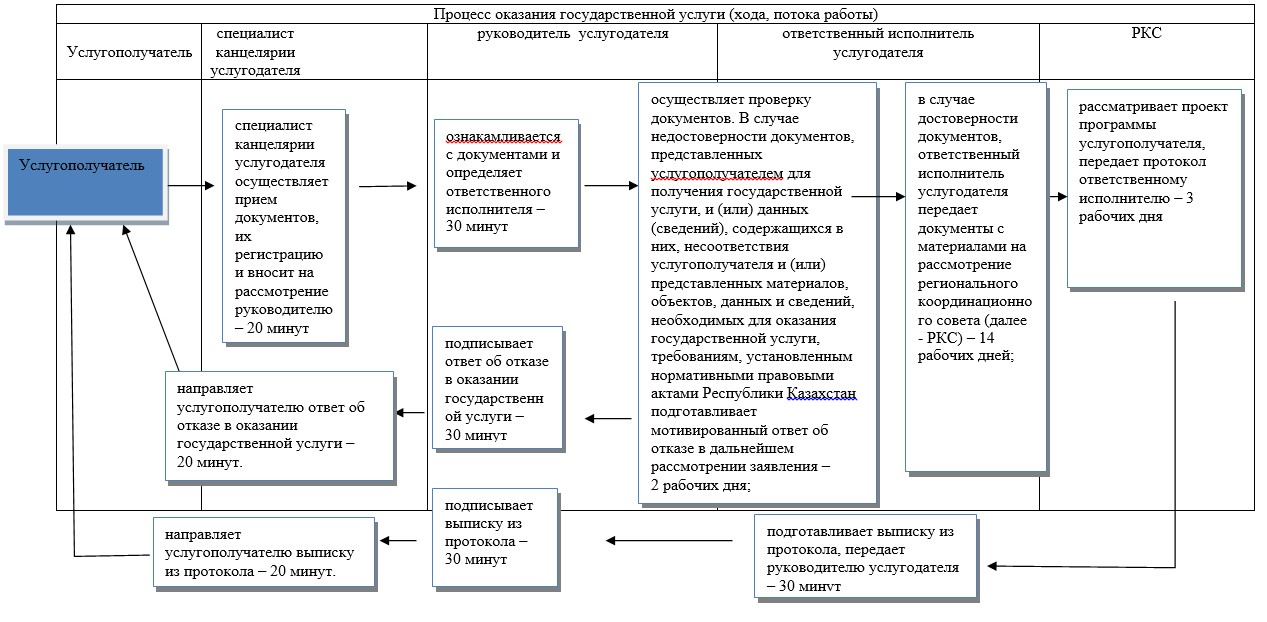 Процесс оказания государственной услуги (хода, потока работы)
Услугополучатель
специалист
канцелярии
услугодателя
руководитель услугодателя
ответственный исполнитель
услугодателя
РКС
Услугополучатель
специалист
канцелярии
услугодателя
осуществляет
прием
документов,
их
регистрацию
и вносит на
рассмотрение
руководителю
– 20 минут
ознакамливается
с документами и
определяет
ответственного
исполнителя –
30 минут
осуществляет проверку
документов. В случае
недостоверности документов,
представленных
услугополучателем для
получения государственной
услуги, и (или) данных
(сведений), содержащихся в
них, несоответствия
услугополучателя и (или)
представленных материалов,
объектов, данных и сведений,
необходимых для оказания
государственной услуги,
требованиям, установленным
нормативными правовыми
актами Республики Казахстан
подготавливает
мотивированный ответ об
отказе в дальнейшем
рассмотрении заявления –
2 рабочих дня;
в случае
достоверности
документов,
ответственный
исполнитель
услугодателя
передает
документы с
материалами на
рассмотрение
регионального
координационно
го совета (далее
- РКС) – 14
рабочих дней;
рассматривает проект
программы
услугополучателя,
передает протокол
ответственному
исполнителю – 3
рабочих дня
подписывает
ответ об отказе
в оказании
государственн
ой услуги –
30 минут
направляет
услугополучателю ответ об
отказе в оказании
государственной услуги –
20 минут.
подготавливает выписку из
протокола, передает
руководителю услугодателя
– 30 минут
подписывает
выписку из
протокола –
30 минут
направляет
услугополучателю выписку
из протокола – 20 минут.